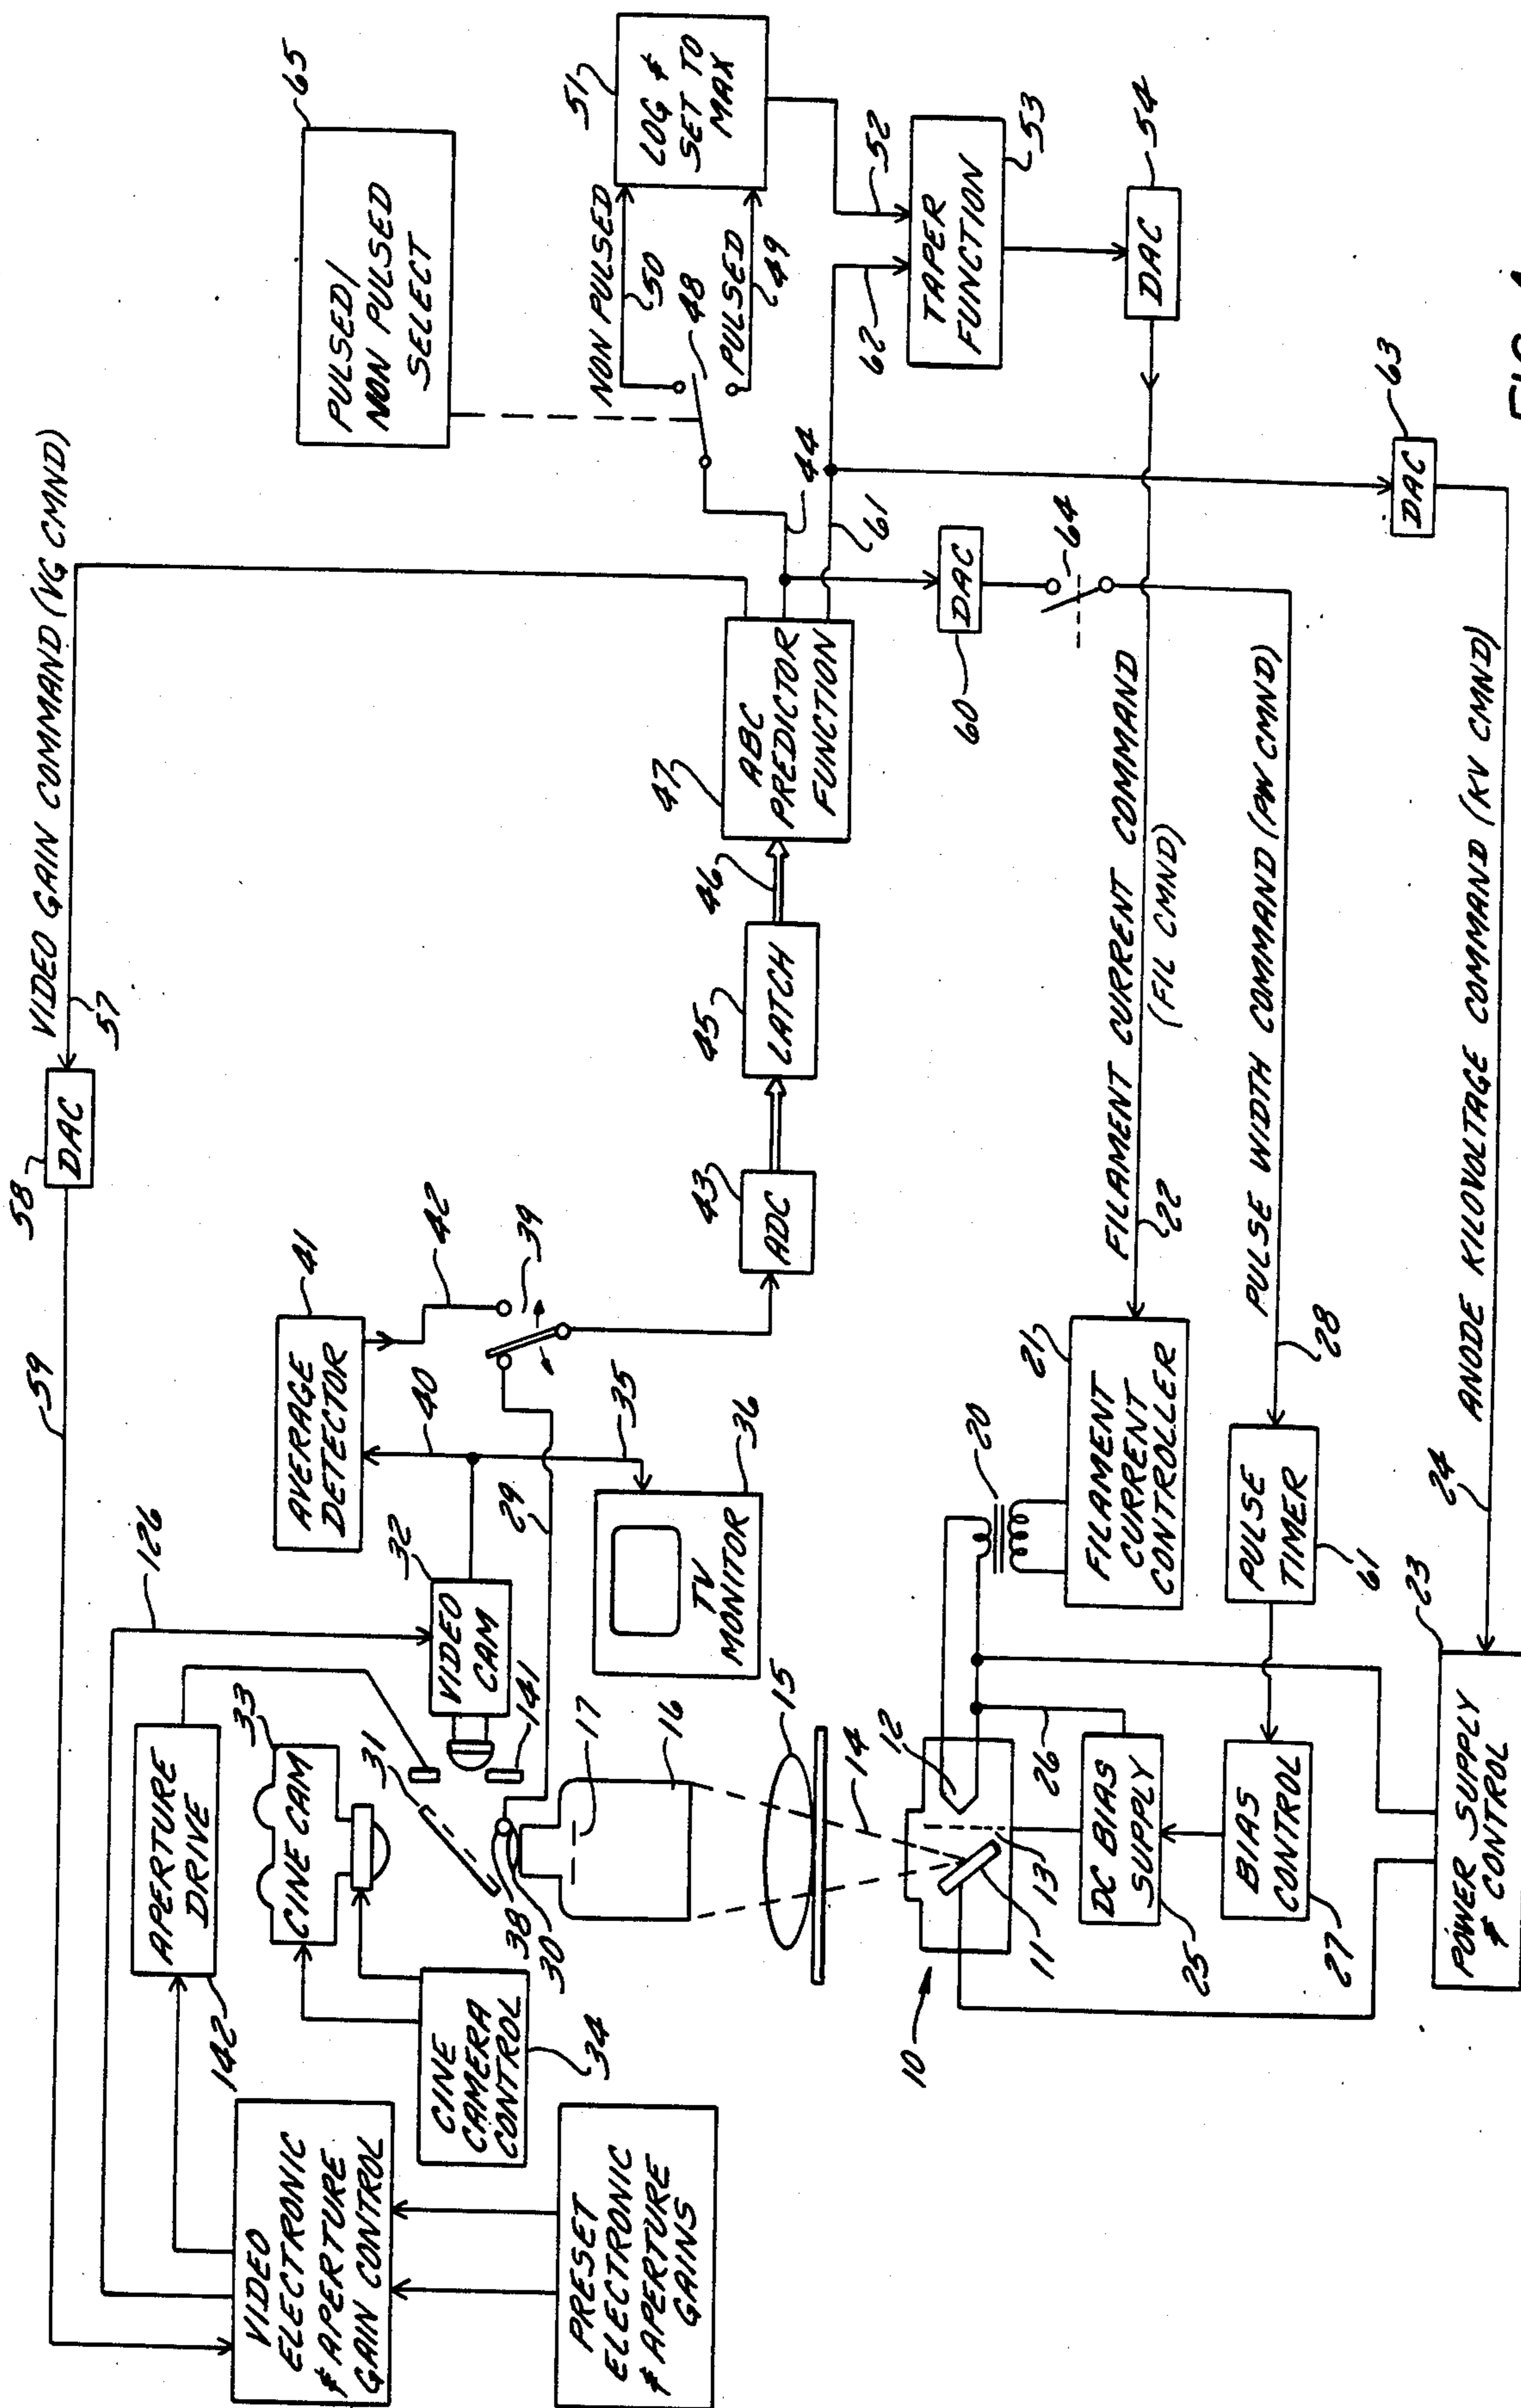 59
58
DAC
VIDEO GAIN COMMAND (VG CMND)
57
126
142
APERTURE
DRIVE
VIDEO
ELECTRONIC
& APERTURE
GAIN CONTROL
PRESET
ELECTRONIC
& APERTURE
GAINS
33
CINE CAM
CINE
CAMERA
CONTROL
34
31
32
VIDEO
CAM
141
38
30
17
16
29
AVERAGE
DETECTOR
41
40
42
39
35
TV
MONITOR
36
43
ADC
45
LATCH
46
47
ABC
PREDICTOR
FUNCTION
PULSED/
NON PULSED
SELECT
65
NON PULSED
50
48
PULSED
49
51
LOG &
SET TO
MAX
52
44
61
62
TAPER
FUNCTION
53
DAC
54
60
DAC
64
DAC
63
15
14
10
11
12
13
20
21
FILAMENT
CURRENT
CONTROLLER
FILAMENT CURRENT COMMAND
(FIL CMND)
22
26
DC BIAS
SUPPLY
25
BIAS
CONTROL
27
PULSE
TIMER
61
PULSE WIDTH COMMAND (PW CMND)
28
23
POWER SUPPLY
&
CONTROL
24
ANODE KILOVOLTAGE COMMAND (KV CMND)